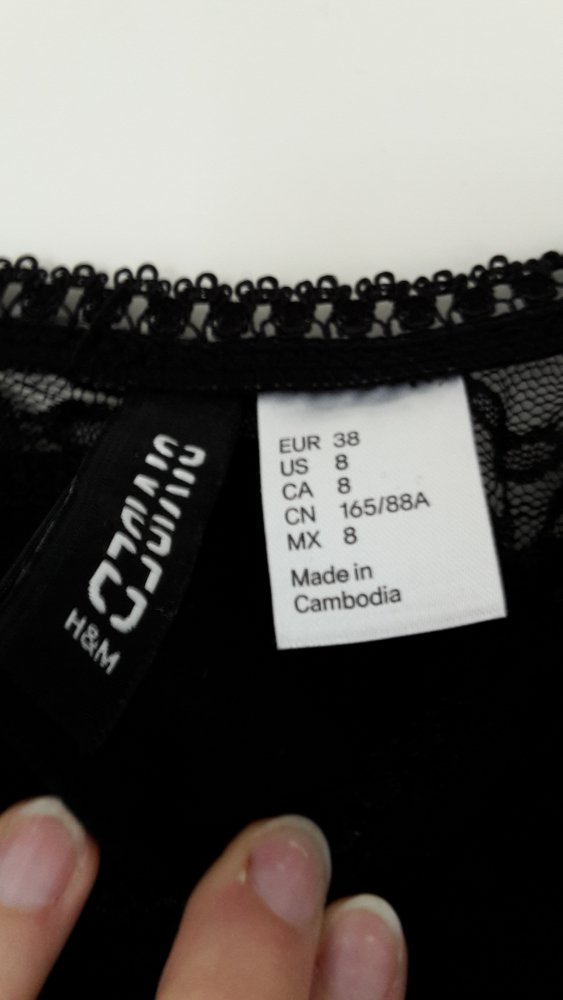 DIVIDED
H&M
EUR 38
US 8
CA 8
CN 165/88A
MX 8
Made in
Cambodia